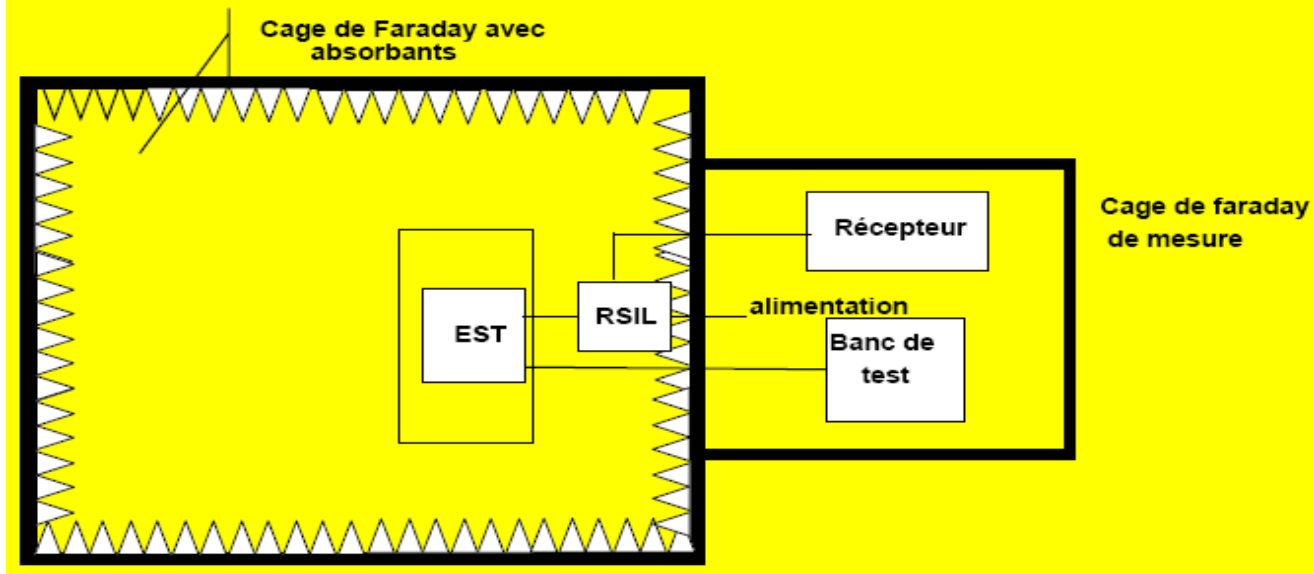 Cage de Faraday avec
absorbants
Cage de faraday
de mesure
Récepteur
RSIL
alimentation
EST
Banc de
test